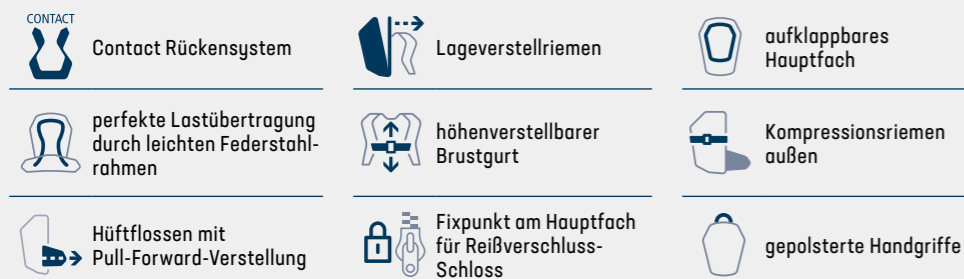 CONTACT
Contact Rückensystem
Lageverstellriemen
aufklappbares
Hauptfach
perfekte Lastübertragung
durch leichten Federstahl-
rahmen
höhenverstellbarer
Brustgurt
Kompressionsriemen
außen
Hüftflossen mit
Pull-Forward-Verstellung
Fixpunkt am Hauptfach
für Reißverschluss-
Schloss
gepolsterte Handgriffe